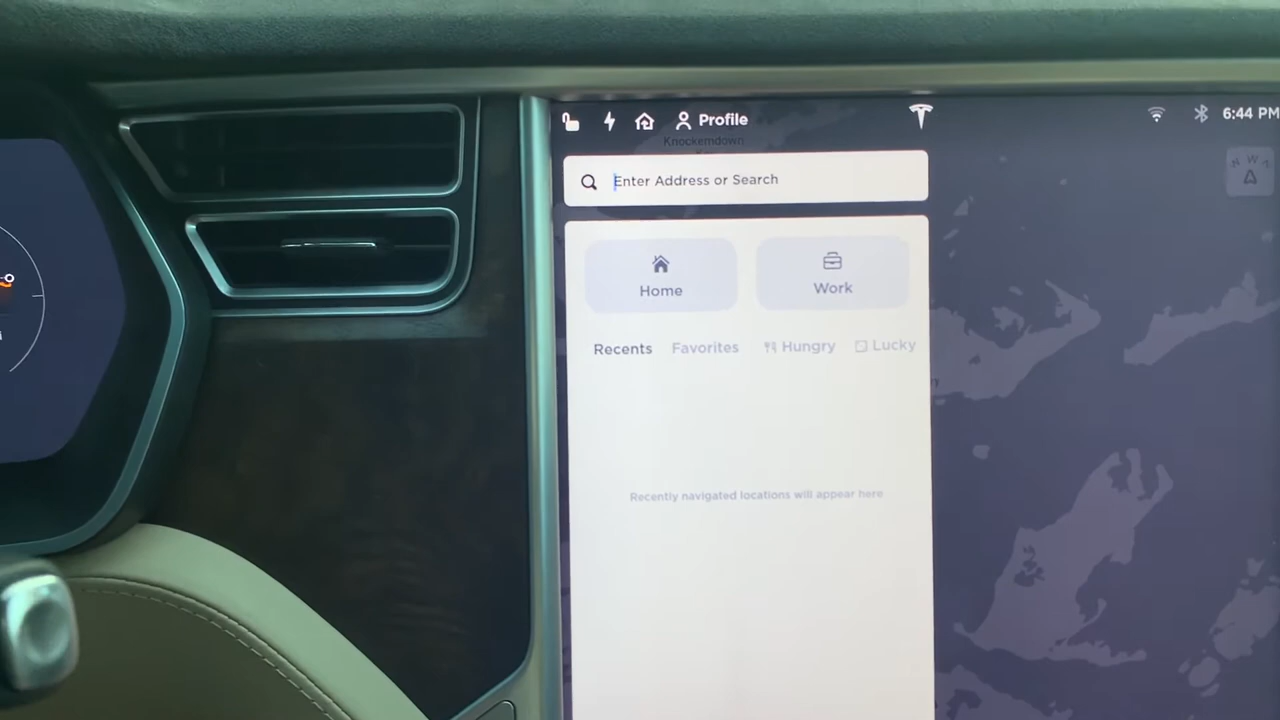 Profile
6:44 PM
Knockemdown
N W
Enter Address or Search
Home
Work
Recents Favorites Hungry Lucky
Recently navigated locations will appear here